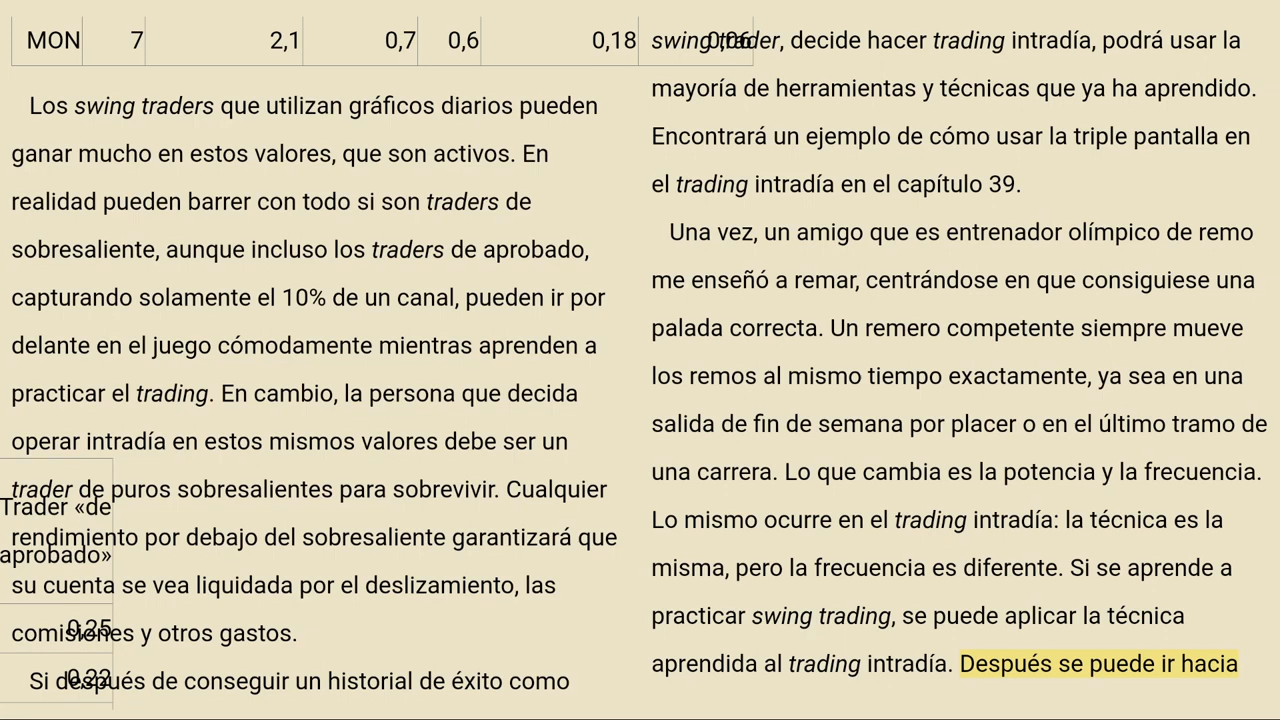 MON 7 2,1 0,7 0,6 0,18 0,06
Los swing traders que utilizan gráficos diarios pueden
ganar mucho en estos valores, que son activos. En
realidad pueden barrer con todo si son traders de
sobresaliente, aunque incluso los traders de aprobado,
capturando solamente el 10% de un canal, pueden ir por
delante en el juego cómodamente mientras aprenden a
practicar el trading. En cambio, la persona que decida
operar intradía en estos mismos valores debe ser un
trader de puros sobresalientes para sobrevivir. Cualquier
rendimiento por debajo del sobresaliente garantizará que
su cuenta se vea liquidada por el deslizamiento, las
comisiones y otros gastos.
Si después de conseguir un historial de éxito como
Trader «de
aprobado»
0,25
0,22
swing trader, decide hacer trading intradía, podrá usar la
mayoría de herramientas y técnicas que ya ha aprendido.
Encontrará un ejemplo de cómo usar la triple pantalla en
el trading intradía en el capítulo 39.
Una vez, un amigo que es entrenador olímpico de remo
me enseñó a remar, centrándose en que consiguiese una
palada correcta. Un remero competente siempre mueve
los remos al mismo tiempo exactamente, ya sea en una
salida de fin de semana por placer o en el último tramo de
una carrera. Lo que cambia es la potencia y la frecuencia.
Lo mismo ocurre en el trading intradía: la técnica es la
misma, pero la frecuencia es diferente. Si se aprende a
practicar swing trading, se puede aplicar la técnica
aprendida al trading intradía. Después se puede ir hacia